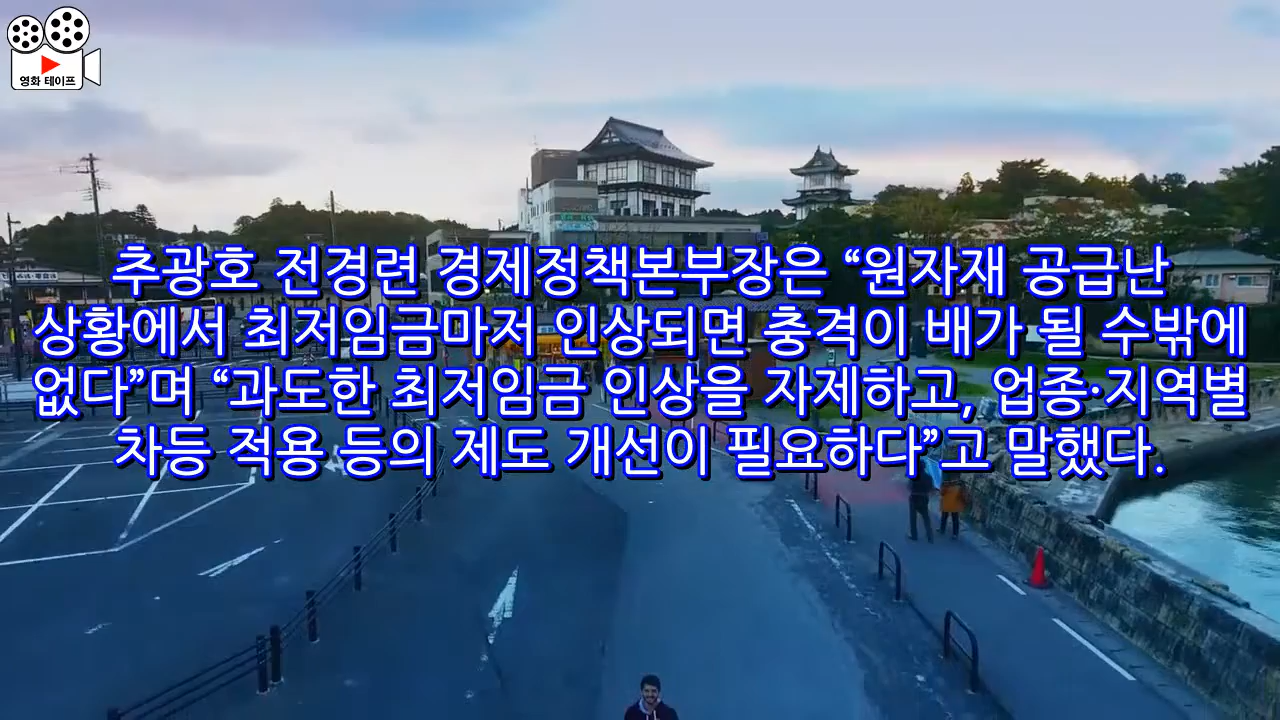 영화 테이프
추광호 전경련 경제정책본부장은 “원자재 공급난
상황에서 최저임금마저 인상되면 충격이 배가 될 수밖에
없다”며 “과도한 최저임금 인상을 자제하고, 업종·지역별
차등 적용 등의 제도 개선이 필요하다”고 말했다.